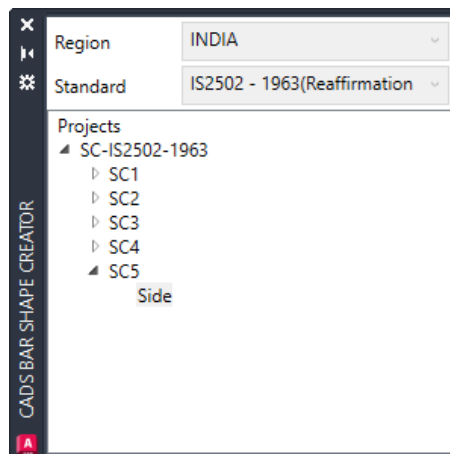 Region INDIA
Standard IS2502 - 1963(Reaffirmation
Projects
SC-IS2502-1963
SC1
SC2
SC3
SC4
SC5
Side
CADS BAR SHAPE CREATOR
A